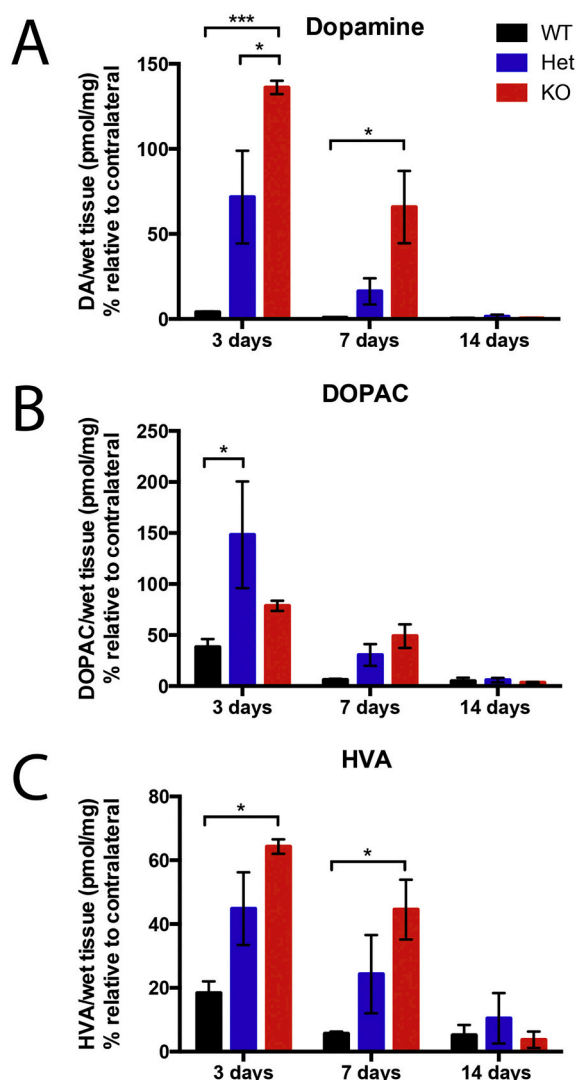 A
Dopamine
WT
Het
KO
***
*
*
DA/wet tissue (pmol/mg)
% relative to contralateral
150
100
50
0
3 days 7 days 14 days
B
DOPAC
*
DOPAC/wet tissue (pmol/mg)
% relative to contralateral
250
200
150
100
50
0
3 days 7 days 14 days
C
HVA
*
*
HVA/wet tissue (pmol/mg)
% relative to contralateral
80
60
40
20
0
3 days 7 days 14 days